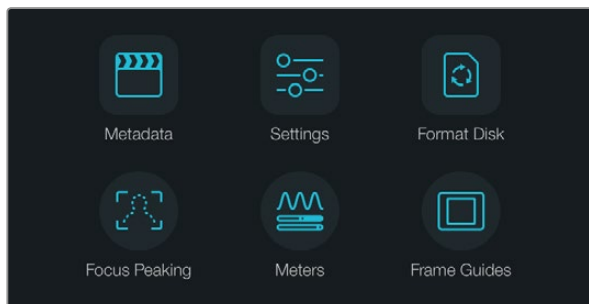 Metadata
Settings
Format Disk
Focus Peaking
Meters
Frame Guides